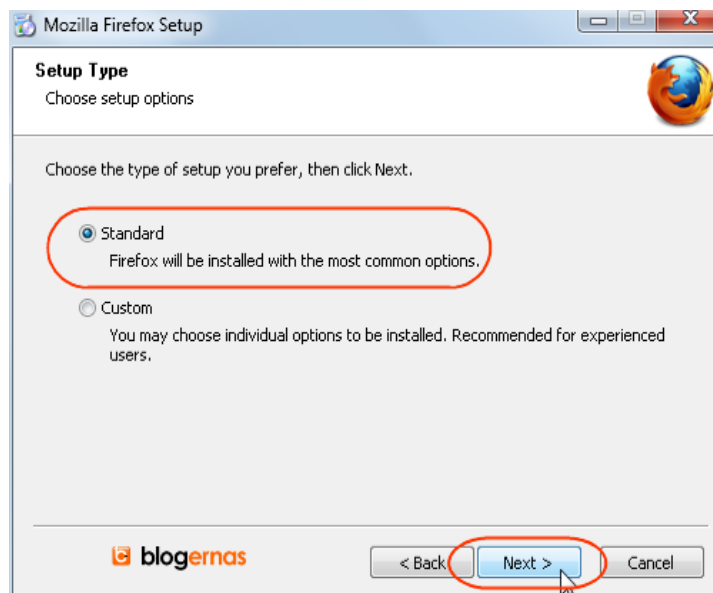 Mozilla Firefox Setup
Setup Type
Choose setup options
Choose the type of setup you prefer, then click Next.
Standard
Firefox will be installed with the most common options.
Custom
You may choose individual options to be installed. Recommended for experienced
users.
blogernas
< Back
Next >
Cancel